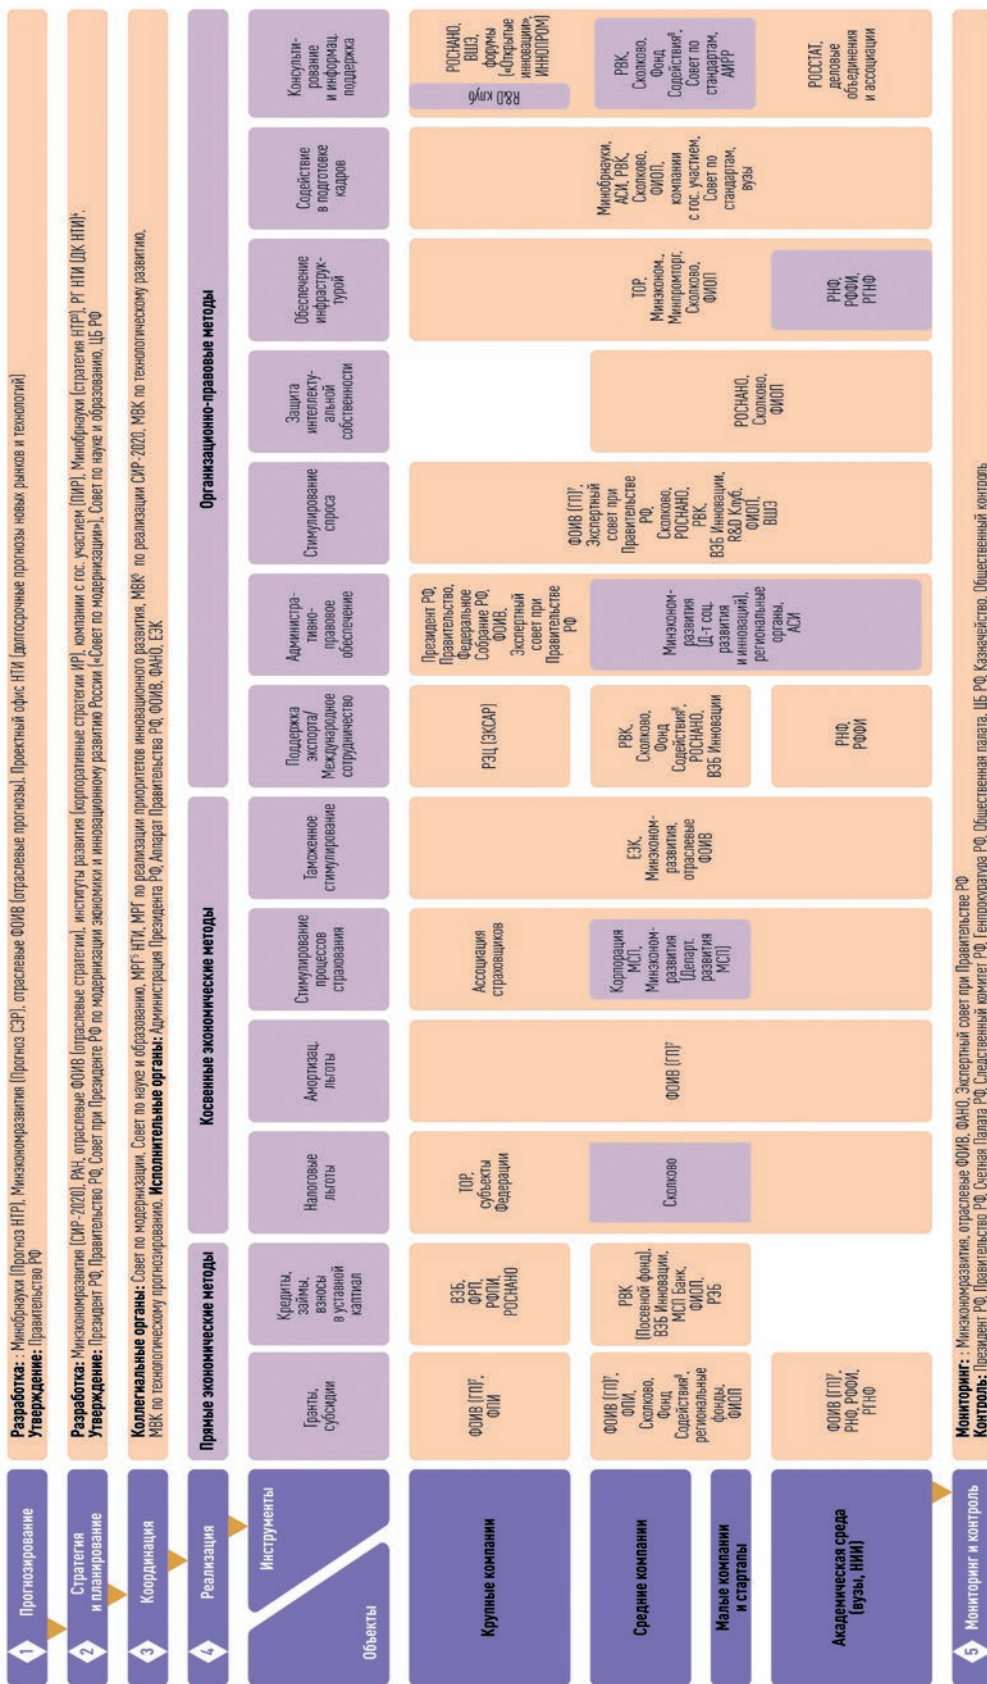 1 Прогнозирование
Разработка: : Минобрнауки (Прогноз НТР), Минэкономразвития (Прогноз СЭР), отраслевые ФОИВ (отраслевые прогнозы), Проектный офис НТИ (долгосрочные прогнозы новых рынков и технологий)
Утверждение: Правительство РФ
2 Стратегия
и планирование
Разработка: Минэкономразвития (СИР-2020), РАН, отраслевые ФОИВ (отраслевые стратегии), институты развития (корпоративные стратегии ИР), компании с гос. участием (ПИР), Минобрнауки (стратегия НТР³), РГ НТИ (ДК НТИ)⁴.
Утверждение: Президент РФ, Правительство РФ, Совет при Президенте РФ по модернизации экономики и инновационному развитию России («Совет по модернизации»), Совет по науке и образованию, ЦБ РФ
3 Координация
Коллегиальные органы: Совет по модернизации, Совет по науке и образованию, МРГ⁵ НТИ, МРГ по реализации приоритетов инновационного развития, МВК⁶ по реализации СИР-2020, МВК по технологическому развитию,
МВК по технологическому прогнозированию. Исполнительные органы: Администрация Президента РФ, Аппарат Правительства РФ, ФОИВ, ФАНО, ЕЭК
4 Реализация
Прямые экономические методы
Косвенные экономические методы
Организационно-правовые методы
Инструменты
Объекты
Гранты,
субсидии
Кредиты,
займы,
взносы
в уставной
каптиал
Налоговые
льготы
Амортизац.
льготы
Стимулирование
процессов
страхования
Таможенное
стимулирование
Поддержка
экспорта/
Международное
сотрудничество
Администра-
тивно-
правовое
обеспечение
Стимулирование
спроса
Защита
интеллекту-
альной
собственности
Обеспечение
инфраструк-
турой
Содействие
в подготовке
кадров
Консульти-
рование
и информац.
поддержка
Крупные компании
ФОИВ (ГП)⁷,
ФПИ
ВЭБ,
ФРП,
РФПИ,
РОСНАНО
ТОР,
субъекты
Федерации
ФОИВ (ГП)⁷
Ассоциация
страховщиков
ЕЭК,
Минэконом-
развития,
отраслевые
ФОИВ
РЭЦ (ЭКСАР)
Президент РФ,
Правительство,
Федеральное
Собрание РФ,
ФОИВ,
Экспертный
совет при
Правительстве
РФ
ФОИВ (ГП)⁷,
Экспертный
совет при
Правительстве
РФ,
Сколково,
РОСНАНО,
РВК,
ВЭБ Инновации,
R&D Клуб,
ФИОП,
ВШЭ
ТОР,
Минэконом.,
Минпромторг,
Сколково,
ФИОП
Минобрнауки,
АСИ, РВК,
Сколково,
ФИОП,
компании
с гос. участием,
Совет по
стандартам,
вузы
R&D клуб
РОСНАНО,
ВШЭ,
форумы
(«Открытые
инновации»,
ИННОПРОМ)
Средние компании
Малые компании
и стартапы
ФОИВ (ГП)⁷,
ФПИ,
Сколково,
Фонд
Содействия⁸,
региональные
фонды,
ФИОП
РВК
(Посевной фонд),
ВЭБ Инновации,
МСП Банк,
ФИОП,
РЭБ
Сколково
Корпорация
МСП,
Минэконом-
развития
(Департ.
развития
МСП)
РВК,
Сколково,
Фонд
Содействия⁸,
РОСНАНО,
ВЭБ Инновации
Минэконом-
развития
(Д-т соц.
развития
и инноваций),
региональные
органы,
АСИ
РОСНАНО,
Сколково,
ФИОП
РВК,
Сколково,
Фонд
Содействия⁸,
Совет по
стандартам,
АИРР
Академическая среда
(вузы, НИИ)
ФОИВ (ГП)⁷,
РНФ, РФФИ,
РГНФ
РНФ,
РФФИ
РНФ,
РФФИ,
РГНФ
РОССТАТ,
деловые
объединения
и ассоциации
5 Мониторинг и контроль
Мониторинг: : Минэкономразвития, отраслевые ФОИВ, ФАНО, Экспертный совет при Правительстве РФ
Контроль: Президент РФ, Правительство РФ, Счетная Палата РФ, Следственный комитет РФ, Генпрокуратура РФ, Общественная палата, ЦБ РФ, Казначейство, Общественный контроль